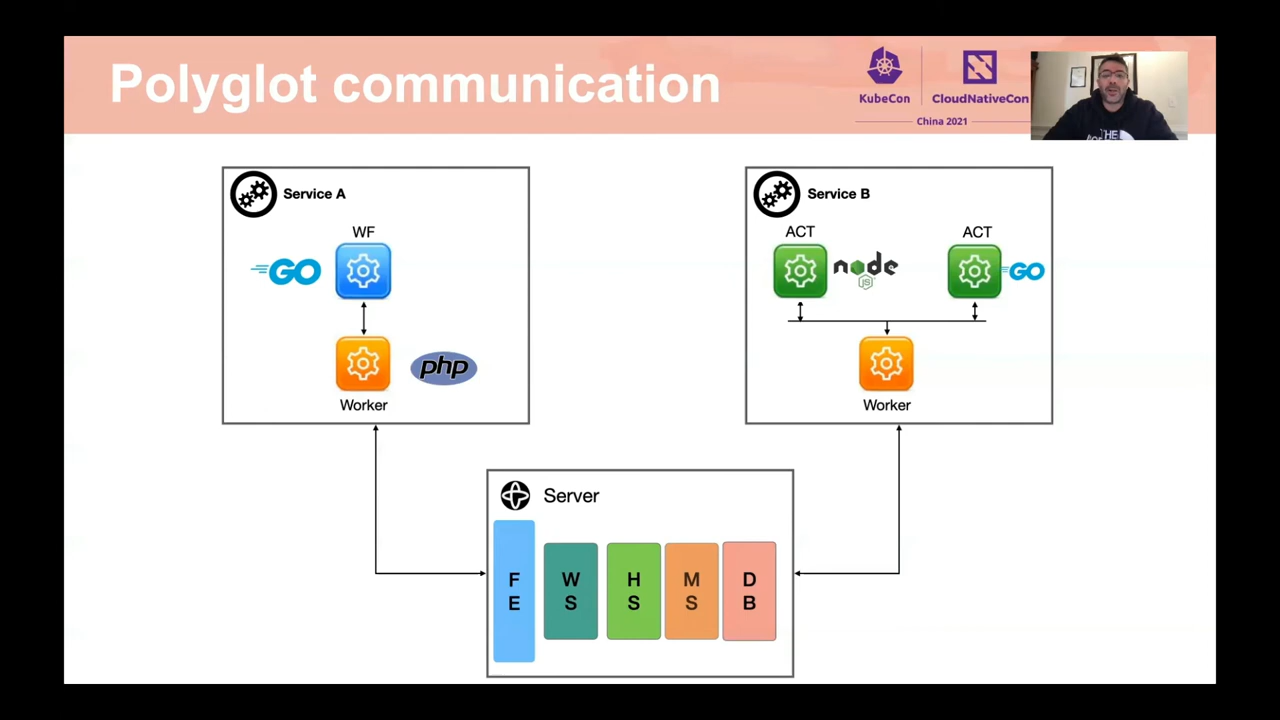 Polyglot communication
KubeCon
CloudNativeCon
China 2021
THE
Service A
WF
GO
php
Worker
Service B
ACT
node
JS
ACT
GO
Worker
Server
F
E
W
S
H
S
M
S
D
B